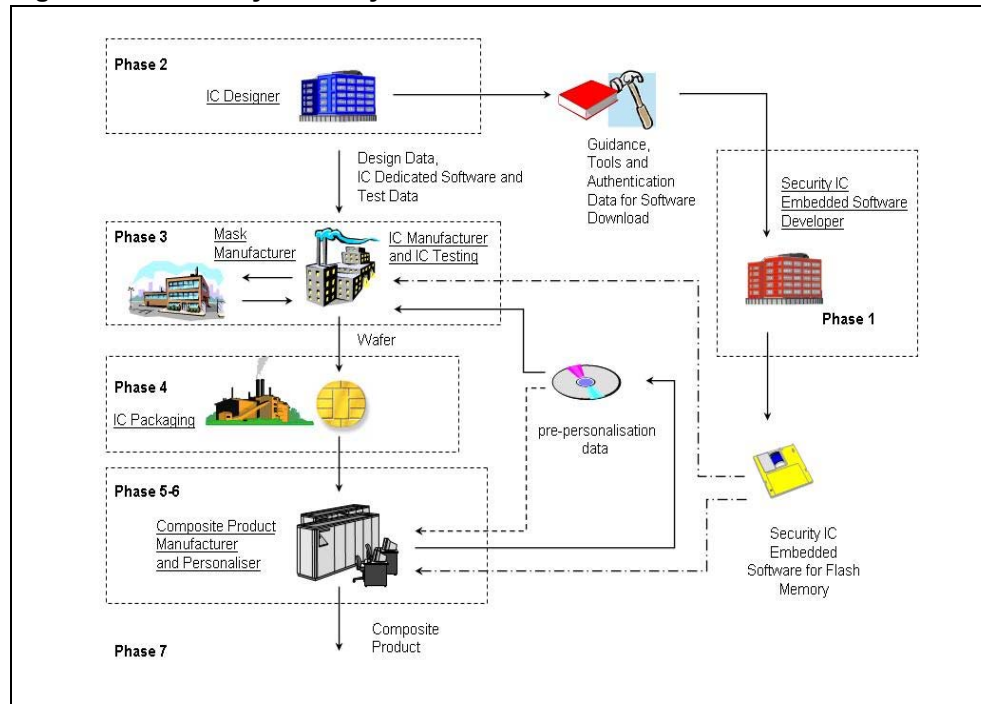 Phase 2
IC Designer
Guidance,
Tools and
Authentication
Data for Software
Download
Design Data,
IC Dedicated Software and
Test Data
Security IC
Embedded Software
Developer
Phase 1
Phase 3
Mask
Manufacturer
IC Manufacturer
and IC Testing
Wafer
Phase 4
IC Packaging
pre-personalisation
data
Phase 5-6
Composite Product
Manufacturer
and Personaliser
Security IC
Embedded
Software for Flash
Memory
Composite
Product
Phase 7